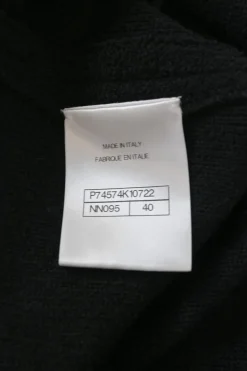 MADE IN ITALY
FABRIQUE EN ITALIE
P74574K10722
NN095 40